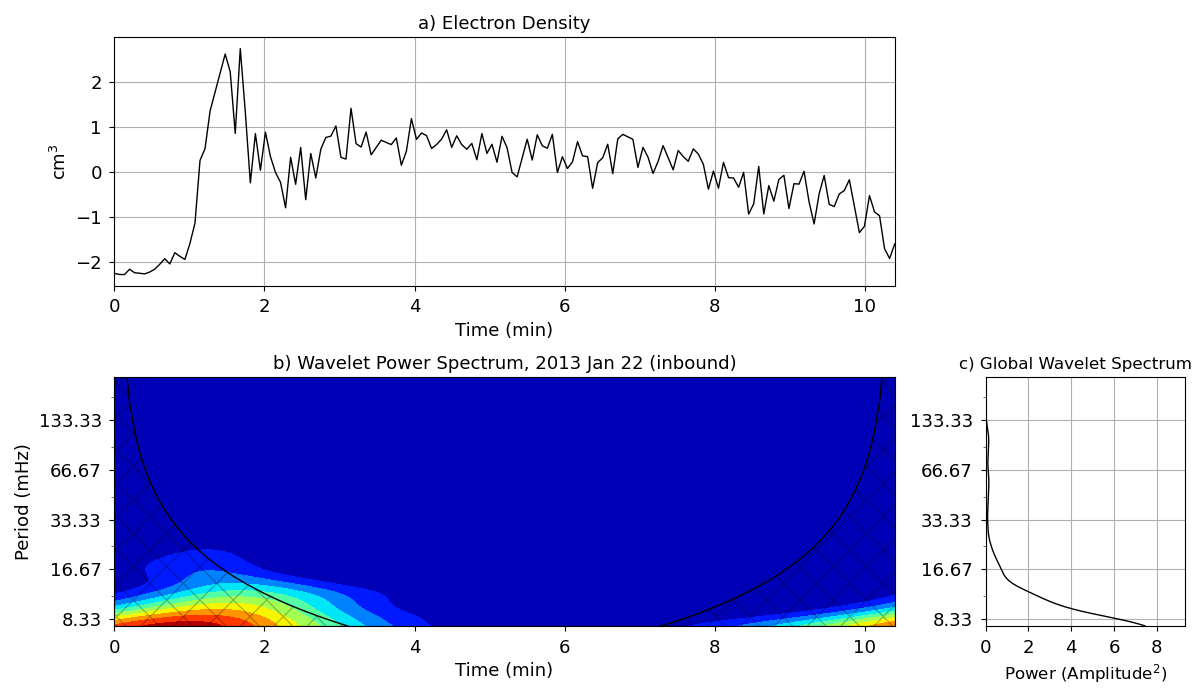 a) Electron Density
cm³
2
1
0
−1
−2
0 2 4 6 8 10
Time (min)
b) Wavelet Power Spectrum, 2013 Jan 22 (inbound)
Period (mHz)
133.33
66.67
33.33
16.67
8.33
0 2 4 6 8 10
Time (min)
c) Global Wavelet Spectrum
133.33
66.67
33.33
16.67
8.33
0 2 4 6 8
Power (Amplitude²)